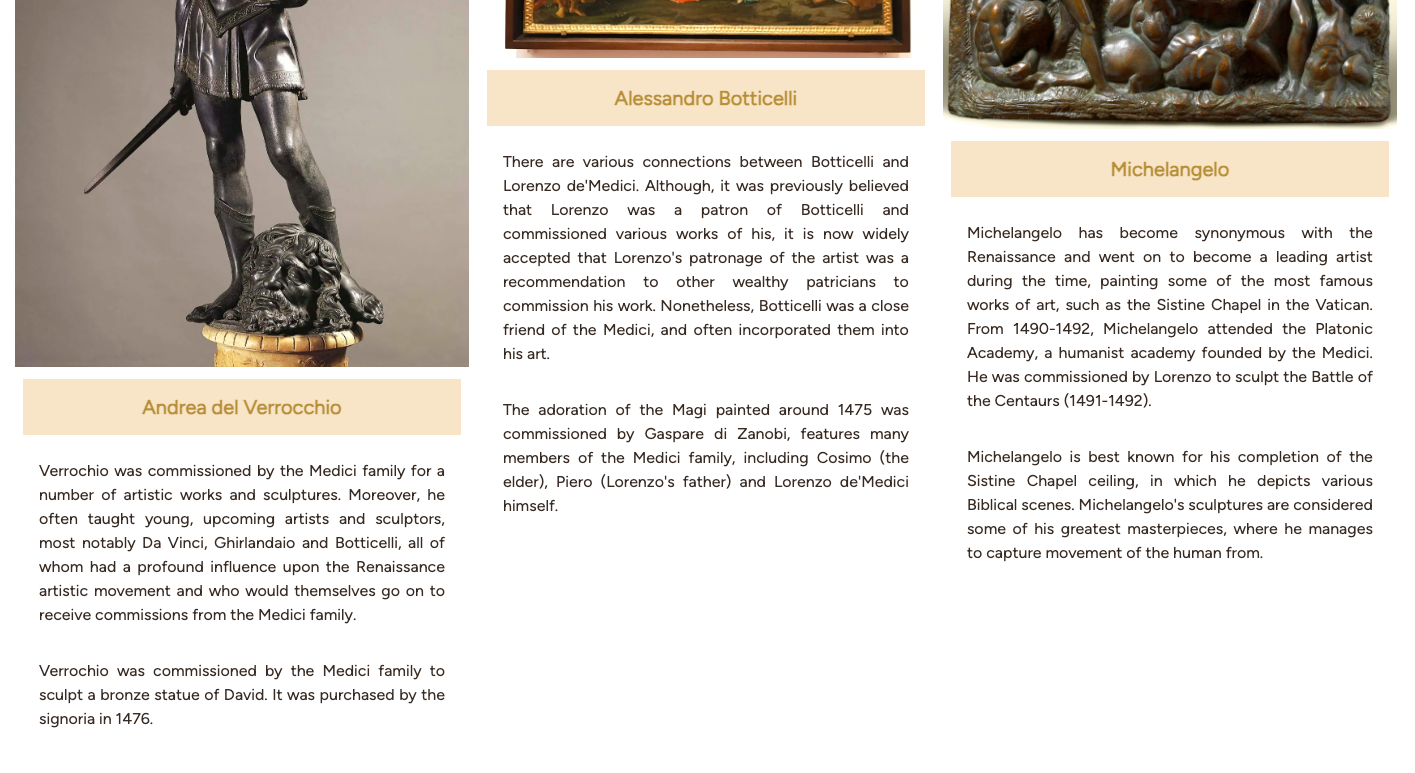 Andrea del Verrocchio
Verrochio was commissioned by the Medici family for a
number of artistic works and sculptures. Moreover, he
often taught young, upcoming artists and sculptors,
most notably Da Vinci, Ghirlandaio and Botticelli, all of
whom had a profound influence upon the Renaissance
artistic movement and who would themselves go on to
receive commissions from the Medici family.
Verrochio was commissioned by the Medici family to
sculpt a bronze statue of David. It was purchased by the
signoria in 1476.
Alessandro Botticelli
There are various connections between Botticelli and
Lorenzo de'Medici. Although, it was previously believed
that Lorenzo was a patron of Botticelli and
commissioned various works of his, it is now widely
accepted that Lorenzo's patronage of the artist was a
recommendation to other wealthy patricians to
commission his work. Nonetheless, Botticelli was a close
friend of the Medici, and often incorporated them into
his art.
The adoration of the Magi painted around 1475 was
commissioned by Gaspare di Zanobi, features many
members of the Medici family, including Cosimo (the
elder), Piero (Lorenzo's father) and Lorenzo de'Medici
himself.
Michelangelo
Michelangelo has become synonymous with the
Renaissance and went on to become a leading artist
during the time, painting some of the most famous
works of art, such as the Sistine Chapel in the Vatican.
From 1490-1492, Michelangelo attended the Platonic
Academy, a humanist academy founded by the Medici.
He was commissioned by Lorenzo to sculpt the Battle of
the Centaurs (1491-1492).
Michelangelo is best known for his completion of the
Sistine Chapel ceiling, in which he depicts various
Biblical scenes. Michelangelo's sculptures are considered
some of his greatest masterpieces, where he manages
to capture movement of the human from.